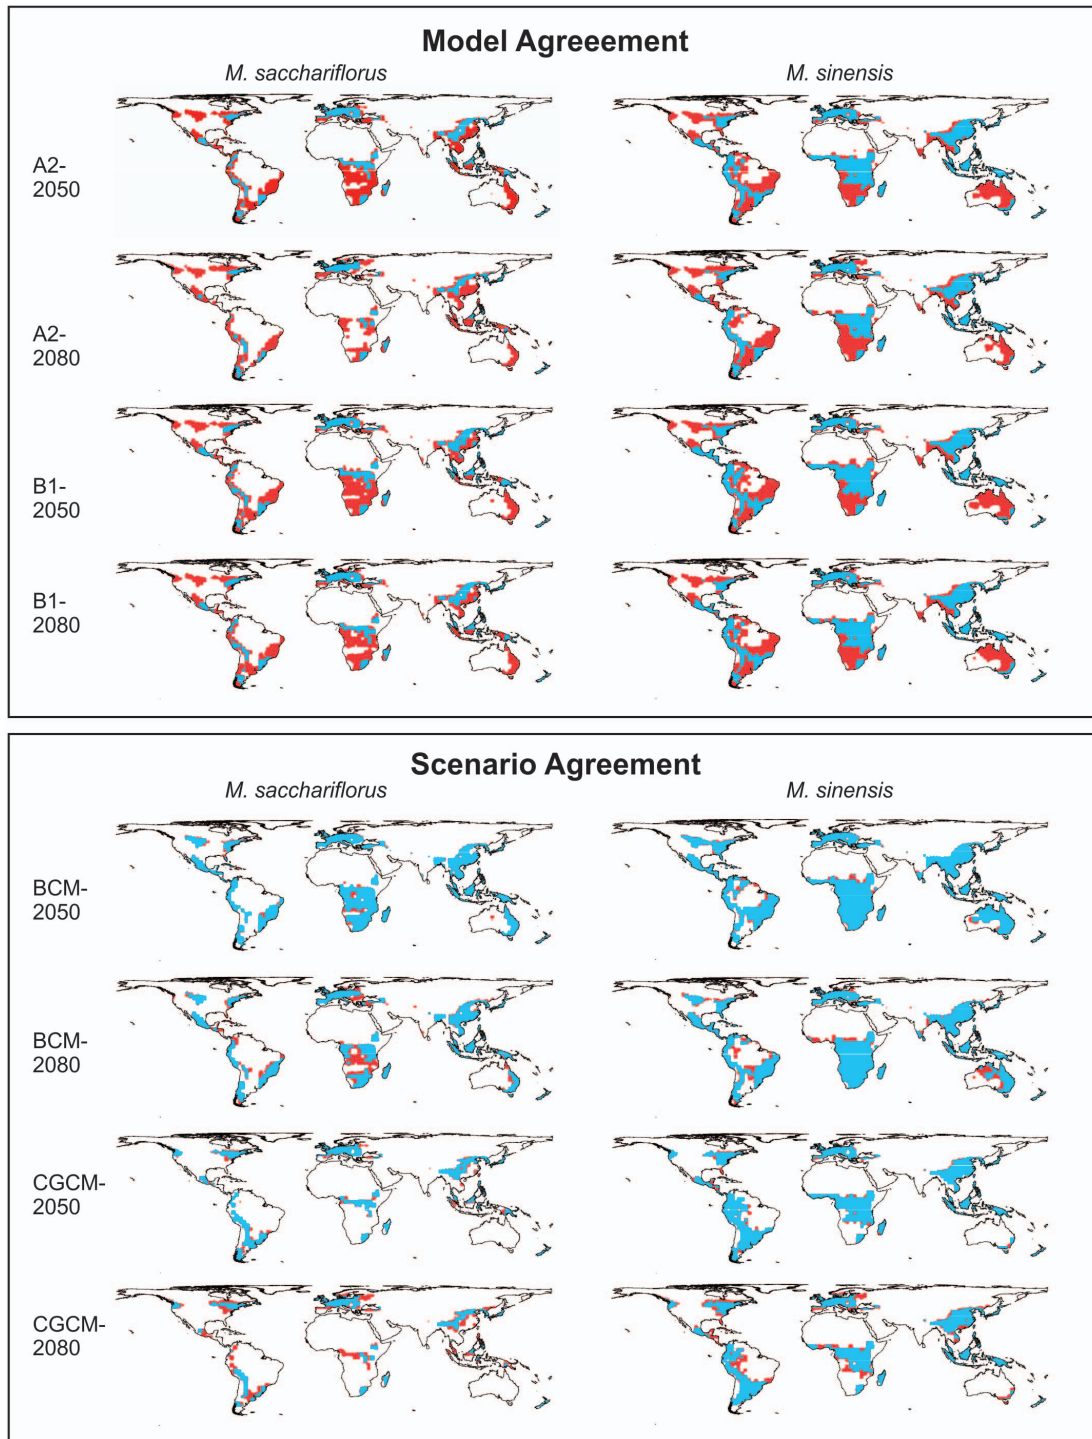 Model Agreeement
M. sacchariflorus
M. sinensis
A2-
2050
A2-
2080
B1-
2050
B1-
2080
Scenario Agreement
M. sacchariflorus
M. sinensis
BCM-
2050
BCM-
2080
CGCM-
2050
CGCM-
2080